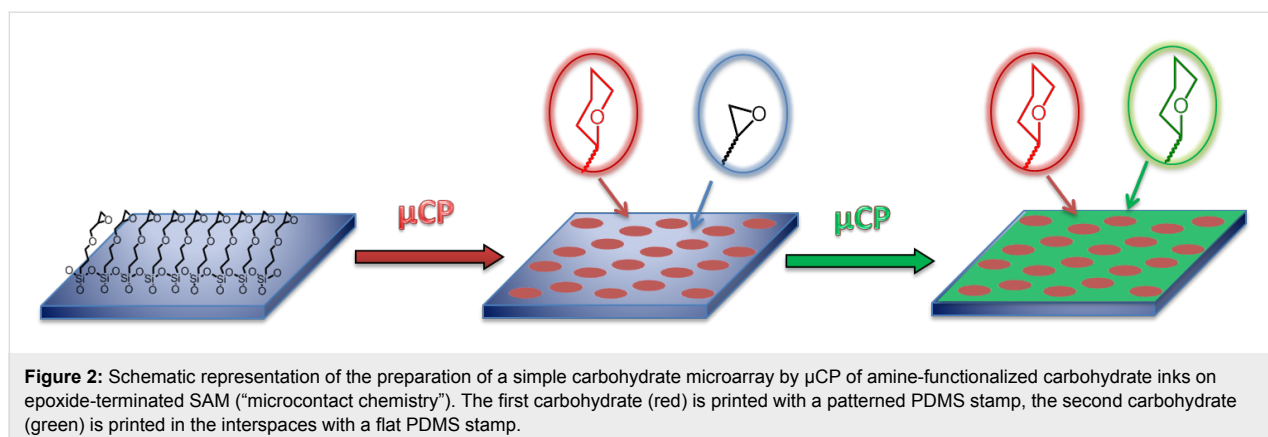 μCP
μCP
O
O
O
Figure 2: Schematic representation of the preparation of a simple carbohydrate microarray by μCP of amine-functionalized carbohydrate inks on
epoxide-terminated SAM (“microcontact chemistry”). The first carbohydrate (red) is printed with a patterned PDMS stamp, the second carbohydrate
(green) is printed in the interspaces with a flat PDMS stamp.